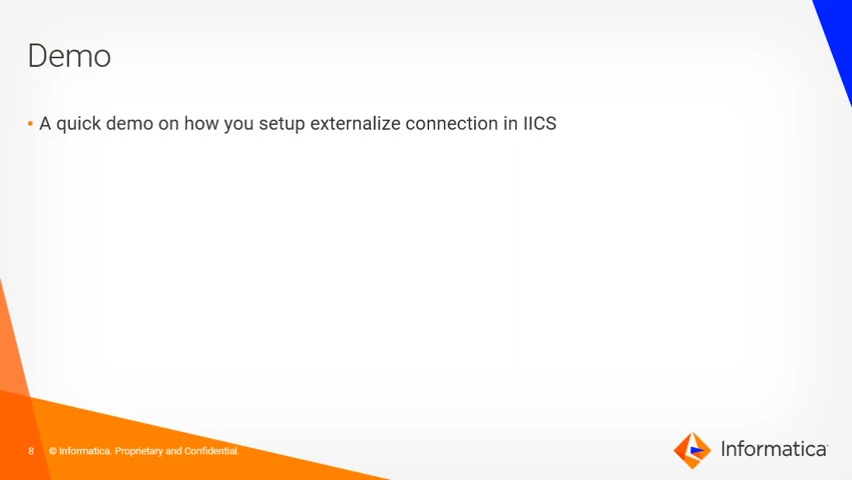 Demo
• A quick demo on how you setup externalize connection in IICS
8 © Informatica. Proprietary and Confidential.
Informatica